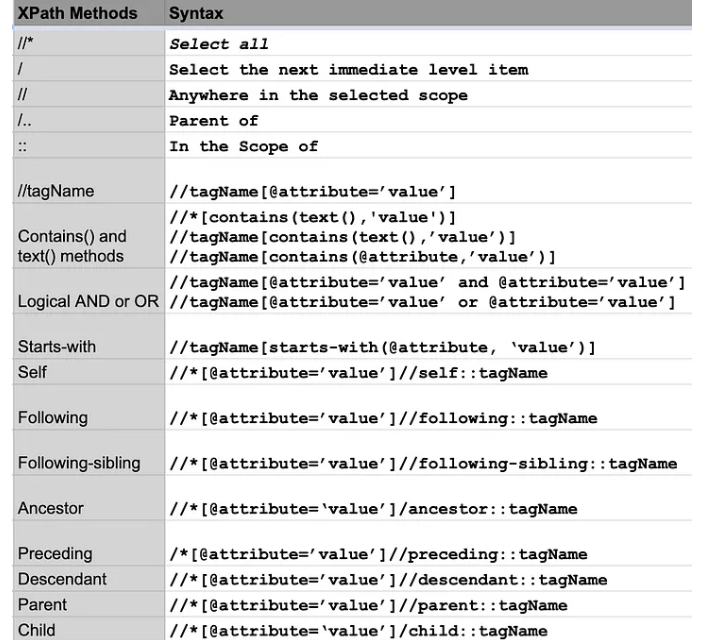 XPath Methods Syntax
//* Select all
/ Select the next immediate level item
// Anywhere in the selected scope
/.. Parent of
:: In the Scope of
//tagName //tagName[@attribute=’value’]
//*[contains(text(),'value')]
Contains() and //tagName[contains(text(),’value’)]
text() methods //tagName[contains(@attribute,’value’)]
//tagName[@attribute=’value’ and @attribute=’value’]
Logical AND or OR //tagName[@attribute=’value’ or @attribute=’value’]
Starts-with //tagName[starts-with(@attribute, ‘value’)]
Self //*[@attribute=’value’]//self::tagName
Following //*[@attribute=’value’]//following::tagName
Following-sibling //*[@attribute=’value’]//following-sibling::tagName
Ancestor //*[@attribute=‘value’]/ancestor::tagName
Preceding /*[@attribute=’value’]//preceding::tagName
Descendant //*[@attribute=’value’]//descendant::tagName
Parent //*[@attribute=’value’]//parent::tagName
Child //*[@attribute=‘value’]/child::tagName